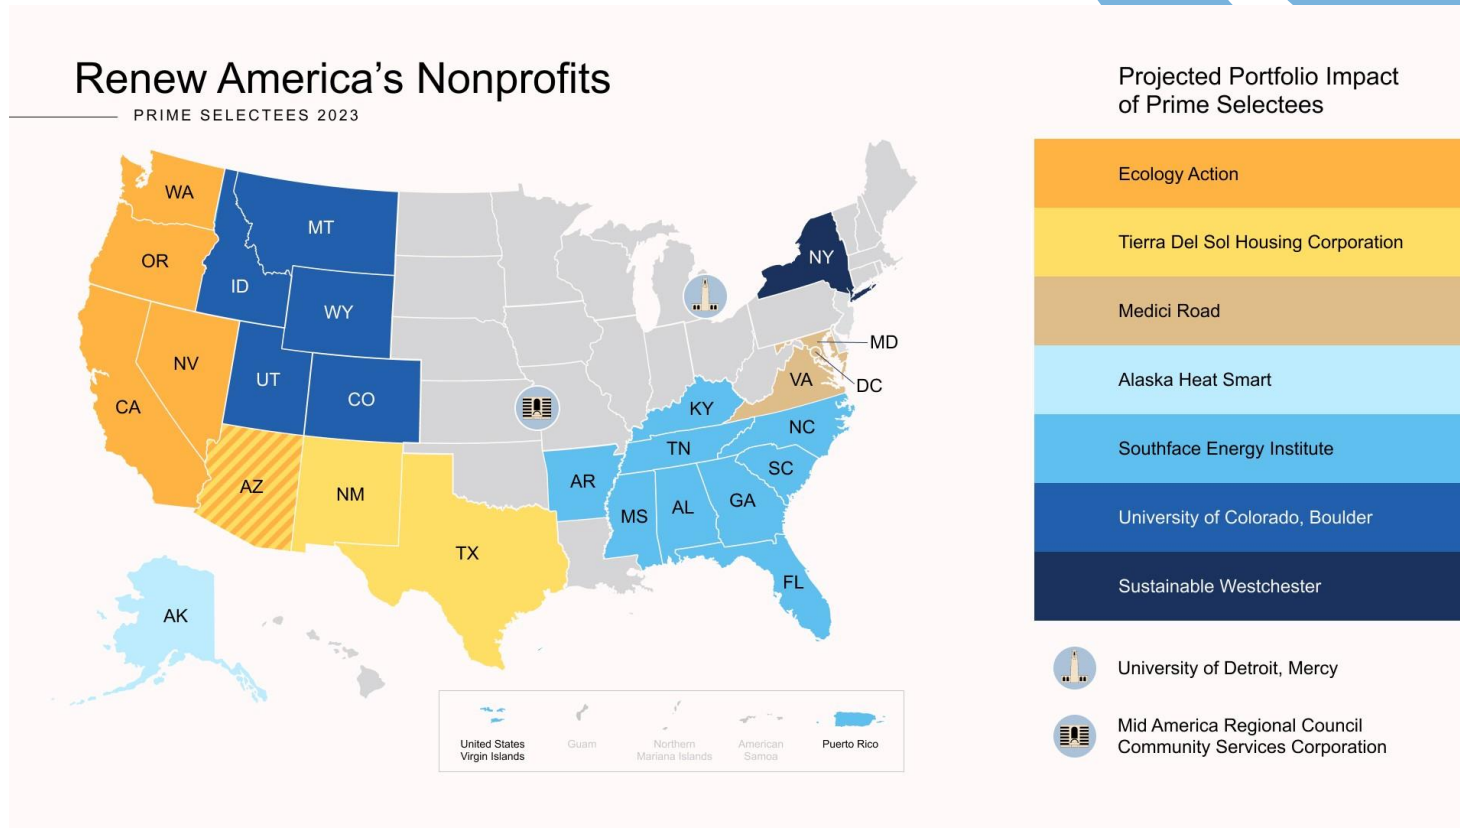 Renew America's Nonprofits
PRIME SELECTEES 2023
WA
OR
CA
NV
ID
MT
WY
UT
CO
AZ
NM
TX
AK
AR
KY
TN
NC
SC
MS
AL
GA
FL
VA
MD
DC
NY
United States
Virgin Islands
Guam
Northern
Mariana Islands
American
Samoa
Puerto Rico
Projected Portfolio Impact
of Prime Selectees
Ecology Action
Tierra Del Sol Housing Corporation
Medici Road
Alaska Heat Smart
Southface Energy Institute
University of Colorado, Boulder
Sustainable Westchester
University of Detroit, Mercy
Mid America Regional Council
Community Services Corporation